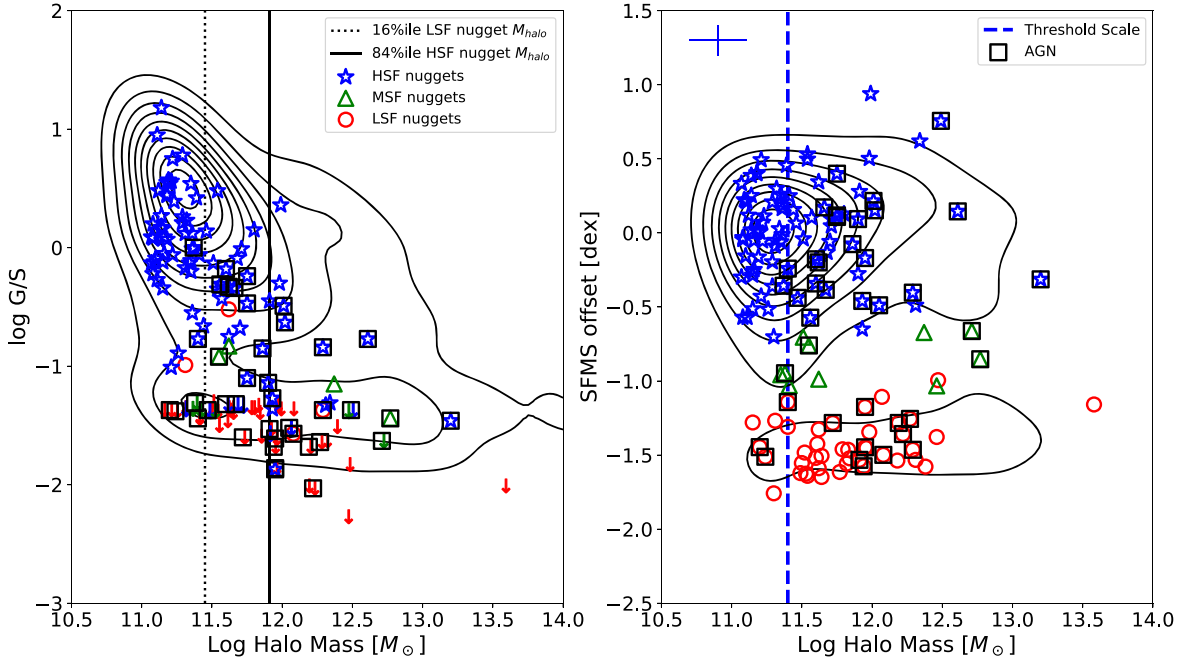 2
1
0
−1
−2
−3
log G/S
10.5 11.0 11.5 12.0 12.5 13.0 13.5 14.0
Log Halo Mass [M⊙]
16%ile LSF nugget Mhalo
84%ile HSF nugget Mhalo
HSF nuggets
MSF nuggets
LSF nuggets
1.5
1.0
0.5
0.0
−0.5
−1.0
−1.5
−2.0
−2.5
SFMS offset [dex]
10.5 11.0 11.5 12.0 12.5 13.0 13.5 14.0
Log Halo Mass [M⊙]
Threshold Scale
AGN